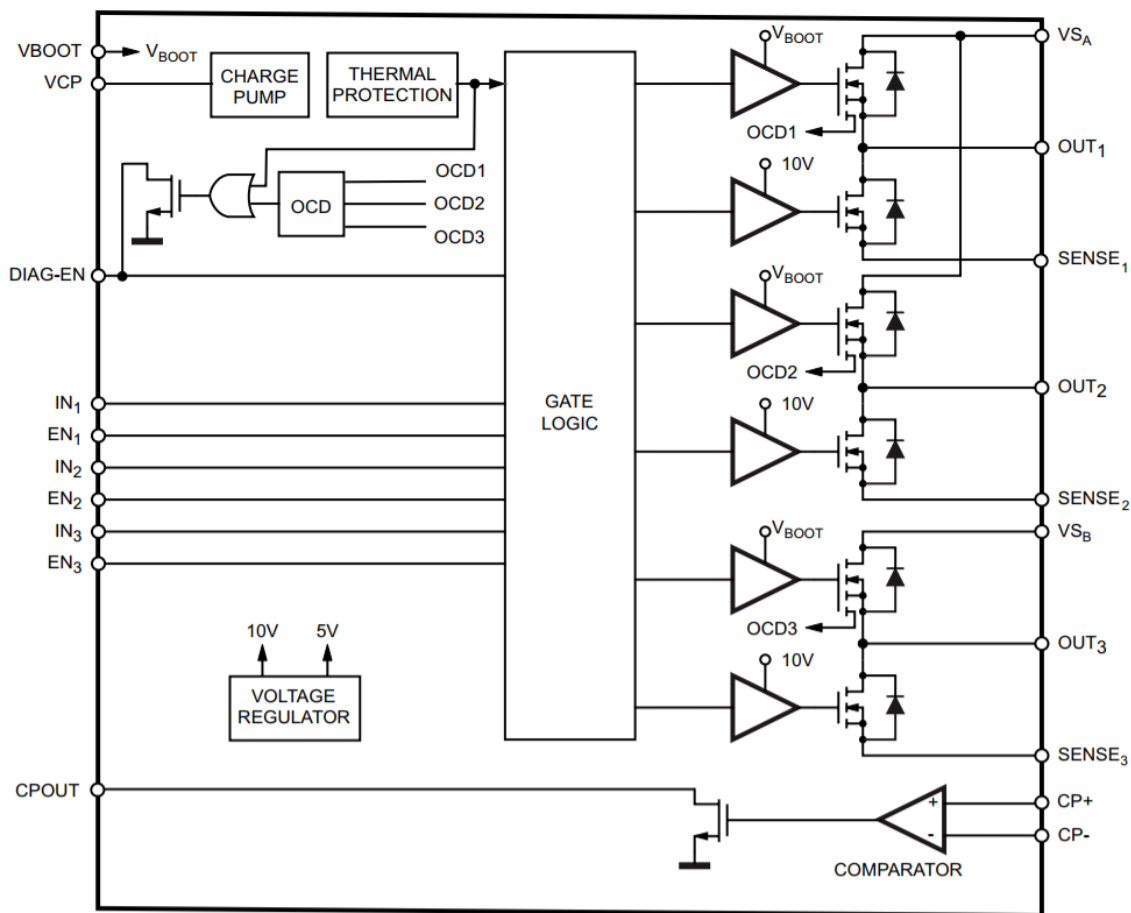 VBOOT
VBOOT
VCP
CHARGE
PUMP
THERMAL
PROTECTION
OCD1
OCD2
OCD3
OCD
DIAG-EN
IN1
EN1
IN2
EN2
IN3
EN3
GATE
LOGIC
10V
5V
VOLTAGE
REGULATOR
CPOUT
VBOOT
VSA
OCD1
OUT1
10V
SENSE1
VBOOT
OCD2
OUT2
10V
SENSE2
VSB
VBOOT
OCD3
OUT3
10V
SENSE3
+
-
CP+
CP-
COMPARATOR